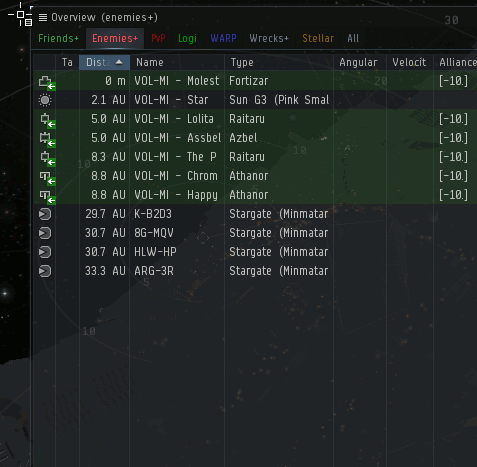 Overview (enemies+)
30
Friends+ Enemies+ PvP Logi WARP Wrecks+ Stellar All
Ta Dist Name Type Angular Velocit Alliance
0 m VOL-MI - Molest Fortizar [-10.]
20
2.1 AU VOL-MI - Star Sun G3 (Pink Smal
5.0 AU VOL-MI - Lolita Raitaru [-10.]
5.0 AU VOL-MI - Assbel Azbel [-10.]
8.3 AU VOL-MI - The P Raitaru [-10.]
10
8.8 AU VOL-MI - Chrom Athanor [-10.]
8.8 AU VOL-MI - Happy Athanor [-10.]
29.7 AU K-B2D3 Stargate (Minmatar
30.7 AU 8G-MQV Stargate (Minmatar
30.7 AU HLW-HP Stargate (Minmatar
33.3 AU ARG-3R Stargate (Minmatar
5
10